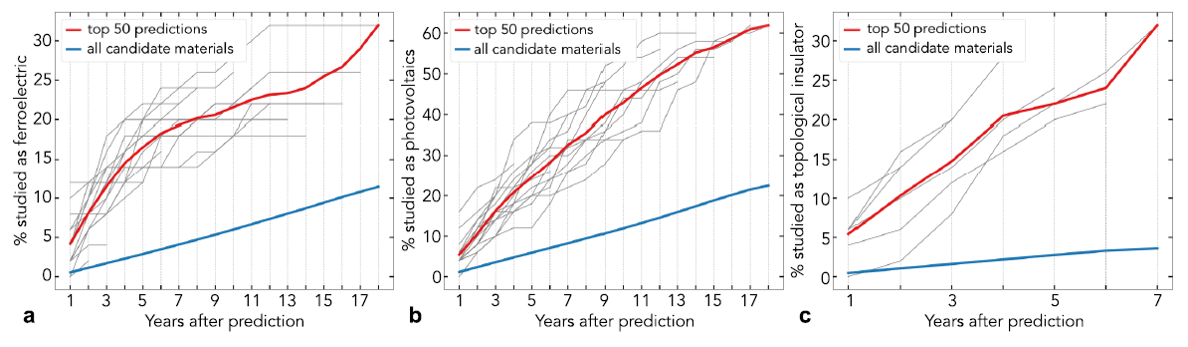 % studied as ferroelectric
30
25
20
15
10
5
0
top 50 predictions
all candidate materials
1 3 5 7 9 11 13 15 17
Years after prediction
a
% studied as photovoltaics
60
50
40
30
20
10
0
top 50 predictions
all candidate materials
1 3 5 7 9 11 13 15 17
Years after prediction
b
% studied as topological insulator
30
25
20
15
10
5
0
top 50 predictions
all candidate materials
1 3 5 7
Years after prediction
c